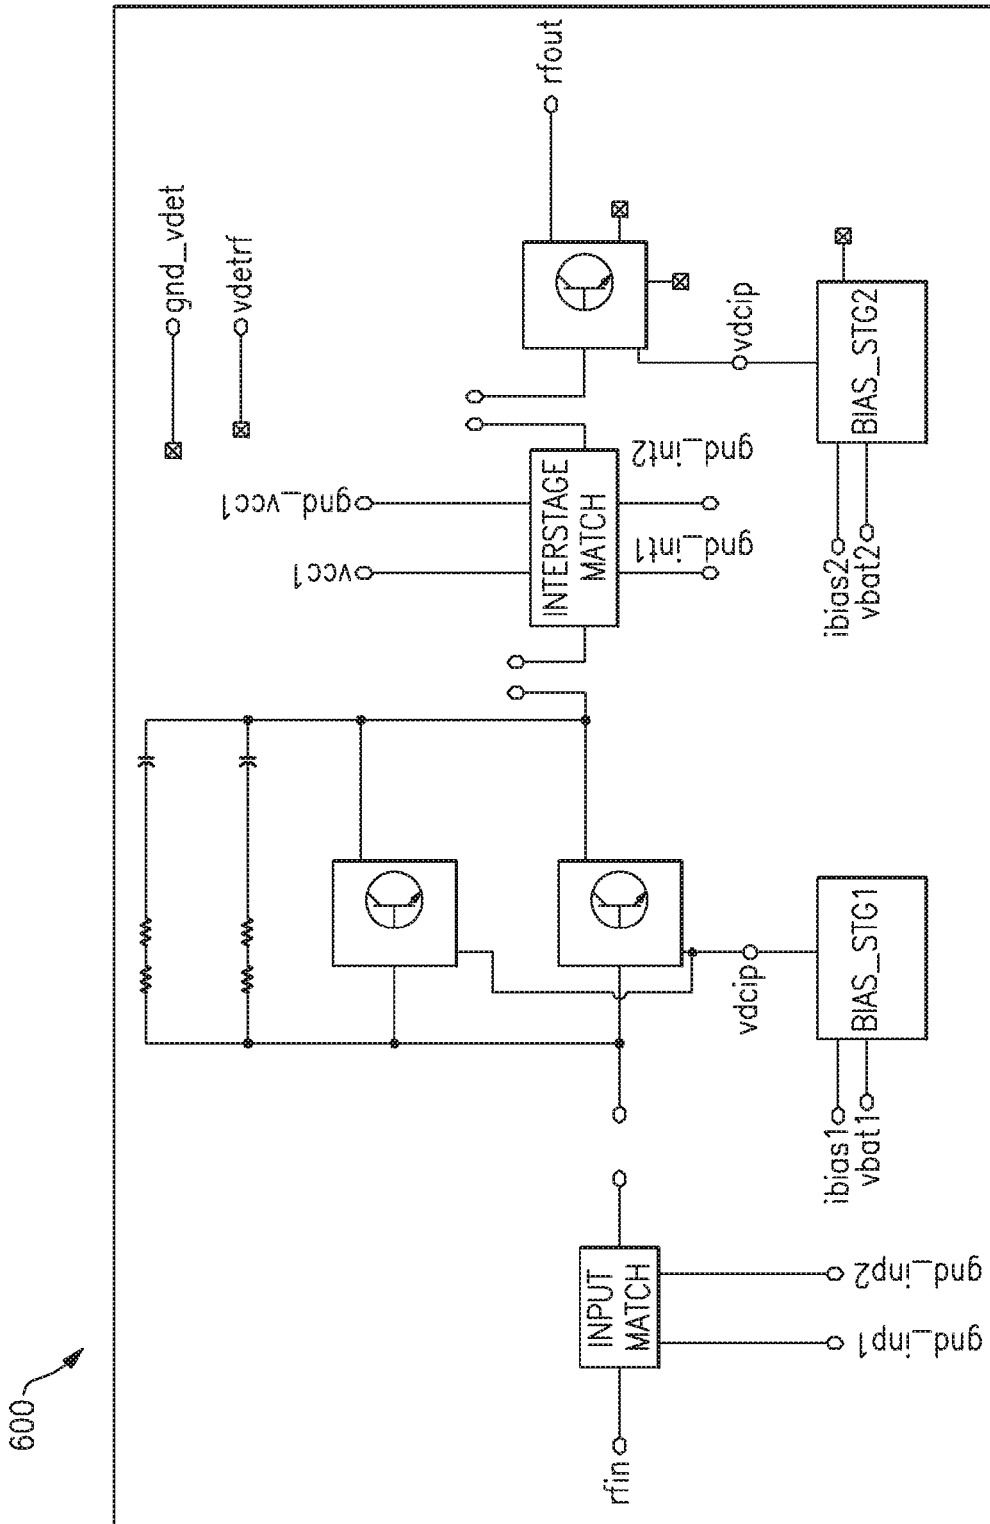 600
rfin
INPUT
MATCH
gnd_inp1
gnd_inp2
ibias1
vbat1
BIAS_STG1
vdcip
vcc1
gnd_vcc1
INTERSTAGE
MATCH
gnd_int1
gnd_int2
ibias2
vbat2
BIAS_STG2
vdcip
gnd_vdet
vdetrf
rfout